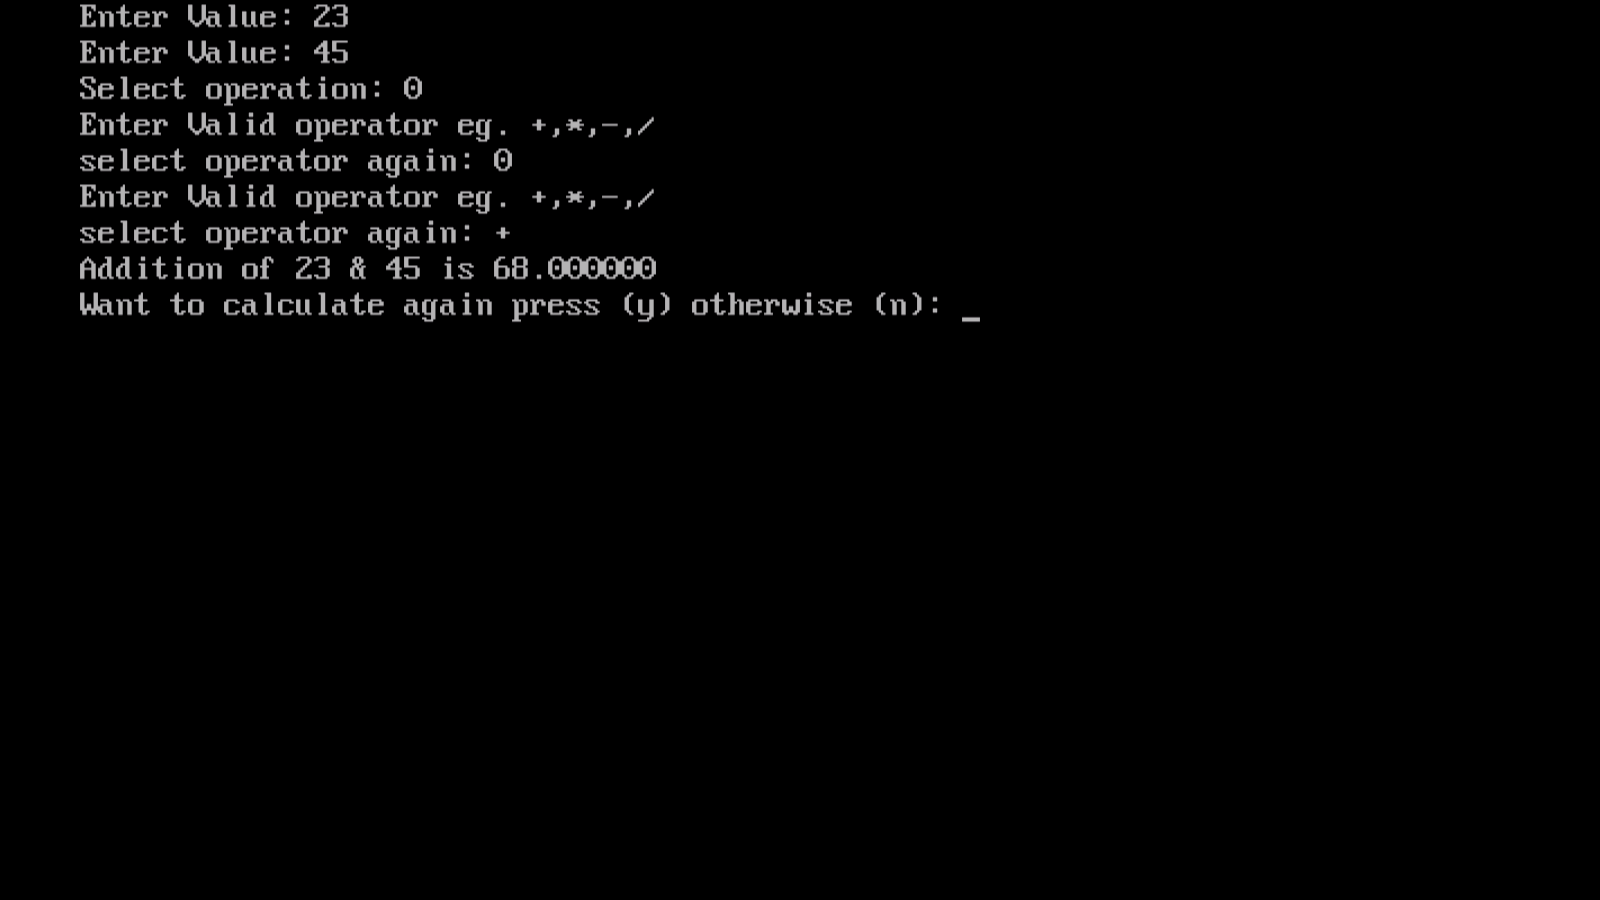 Enter Value: 23
Enter Value: 45
Select operation: 0
Enter Valid operator eg. +,*,-,/
select operator again: 0
Enter Valid operator eg. +,*,-,/
select operator again: +
Addition of 23 & 45 is 68.000000
Want to calculate again press (y) otherwise (n): _